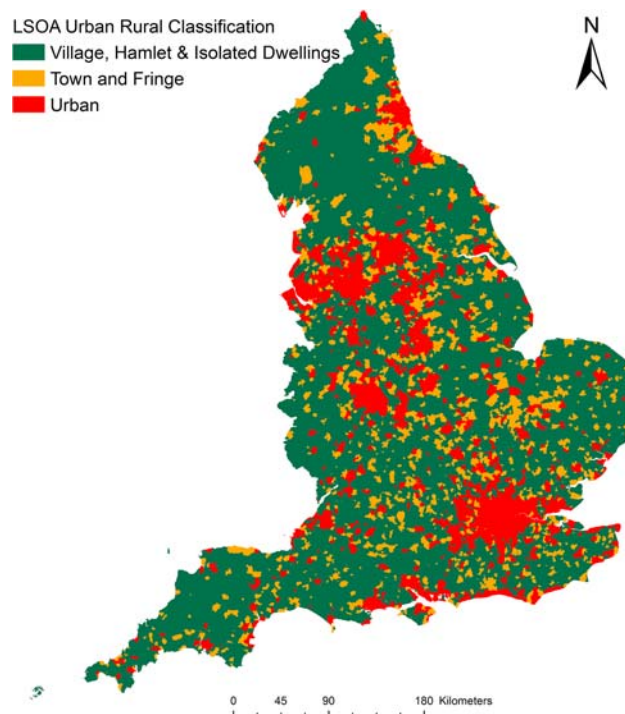 LSOA Urban Rural Classification
Village, Hamlet & Isolated Dwellings
Town and Fringe
Urban
N
0 45 90 180 Kilometers